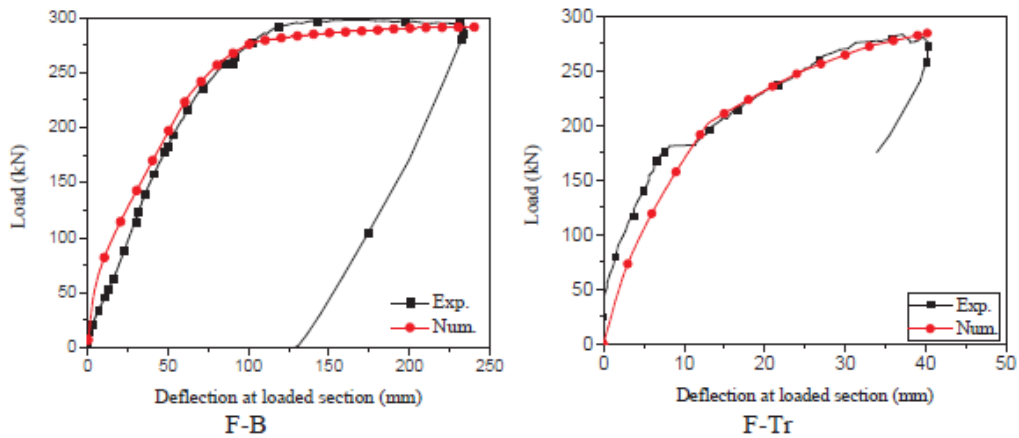 300
250
200
150
100
50
0
Load (kN)
Exp.
Num.
0 50 100 150 200 250
Deflection at loaded section (mm)
F-B
300
250
200
150
100
50
0
Load (kN)
Exp.
Num.
0 10 20 30 40 50
Deflection at loaded section (mm)
F-Tr